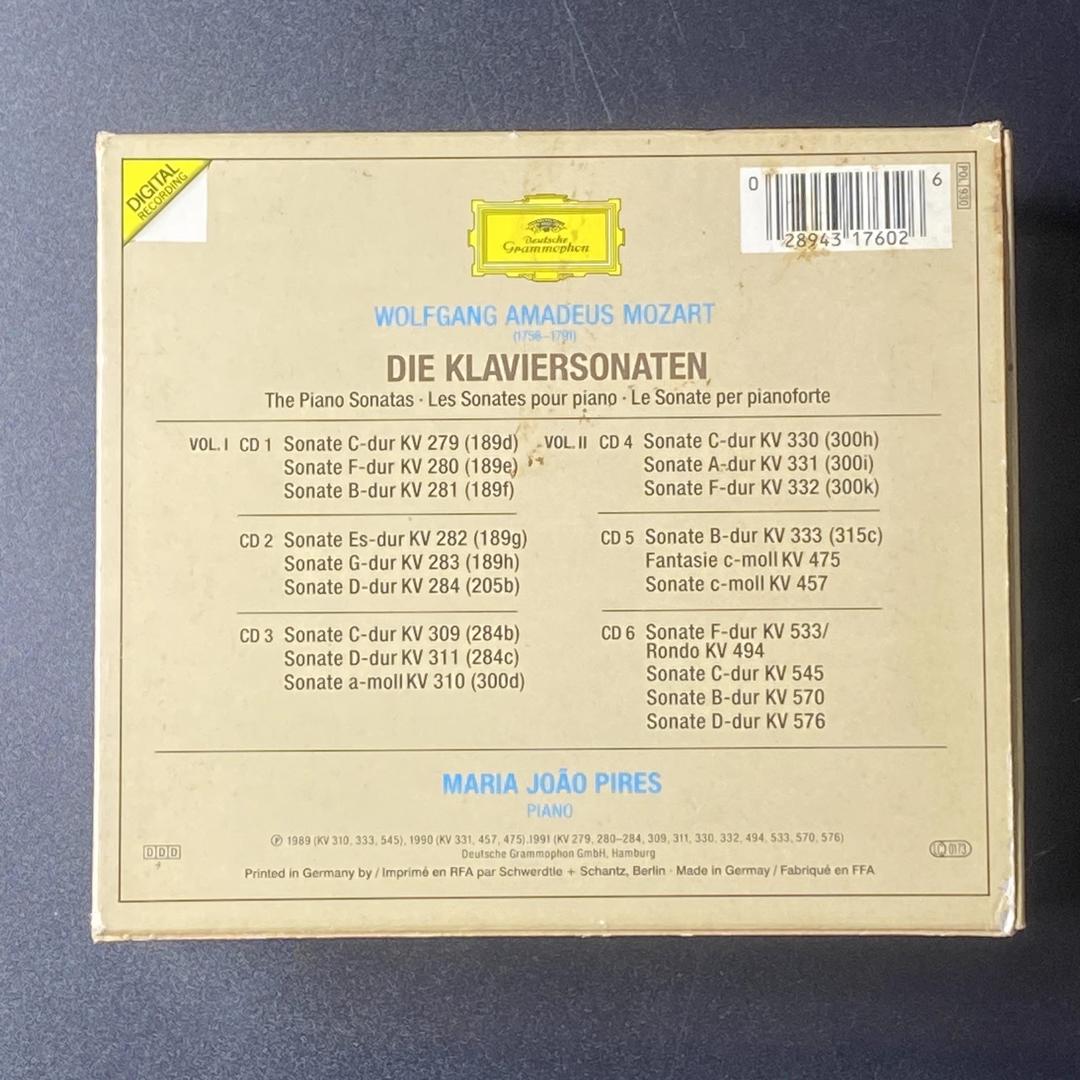 DIGITAL
RECORDING
Deutsche
Grammophon
0 28943 17602 6
POL 930
WOLFGANG AMADEUS MOZART
(1756–1791)
DIE KLAVIERSONATEN
The Piano Sonatas · Les Sonates pour piano · Le Sonate per pianoforte
VOL. I CD 1 Sonate C-dur KV 279 (189d)
Sonate F-dur KV 280 (189e)
Sonate B-dur KV 281 (189f)
CD 2 Sonate Es-dur KV 282 (189g)
Sonate G-dur KV 283 (189h)
Sonate D-dur KV 284 (205b)
CD 3 Sonate C-dur KV 309 (284b)
Sonate D-dur KV 311 (284c)
Sonate a-moll KV 310 (300d)
VOL. II CD 4 Sonate C-dur KV 330 (300h)
Sonate A-dur KV 331 (300i)
Sonate F-dur KV 332 (300k)
CD 5 Sonate B-dur KV 333 (315c)
Fantasie c-moll KV 475
Sonate c-moll KV 457
CD 6 Sonate F-dur KV 533/
Rondo KV 494
Sonate C-dur KV 545
Sonate B-dur KV 570
Sonate D-dur KV 576
MARIA JOÃO PIRES
PIANO
℗ 1989 (KV 310, 333, 545), 1990 (KV 331, 457, 475),1991 (KV 279, 280–284, 309, 311, 330, 332, 494, 533, 570, 576)
Deutsche Grammophon GmbH, Hamburg
Printed in Germany by / Imprimé en RFA par Schwerdtle + Schantz, Berlin · Made in Germay / Fabriqué en FFA
DDD
LC 0173